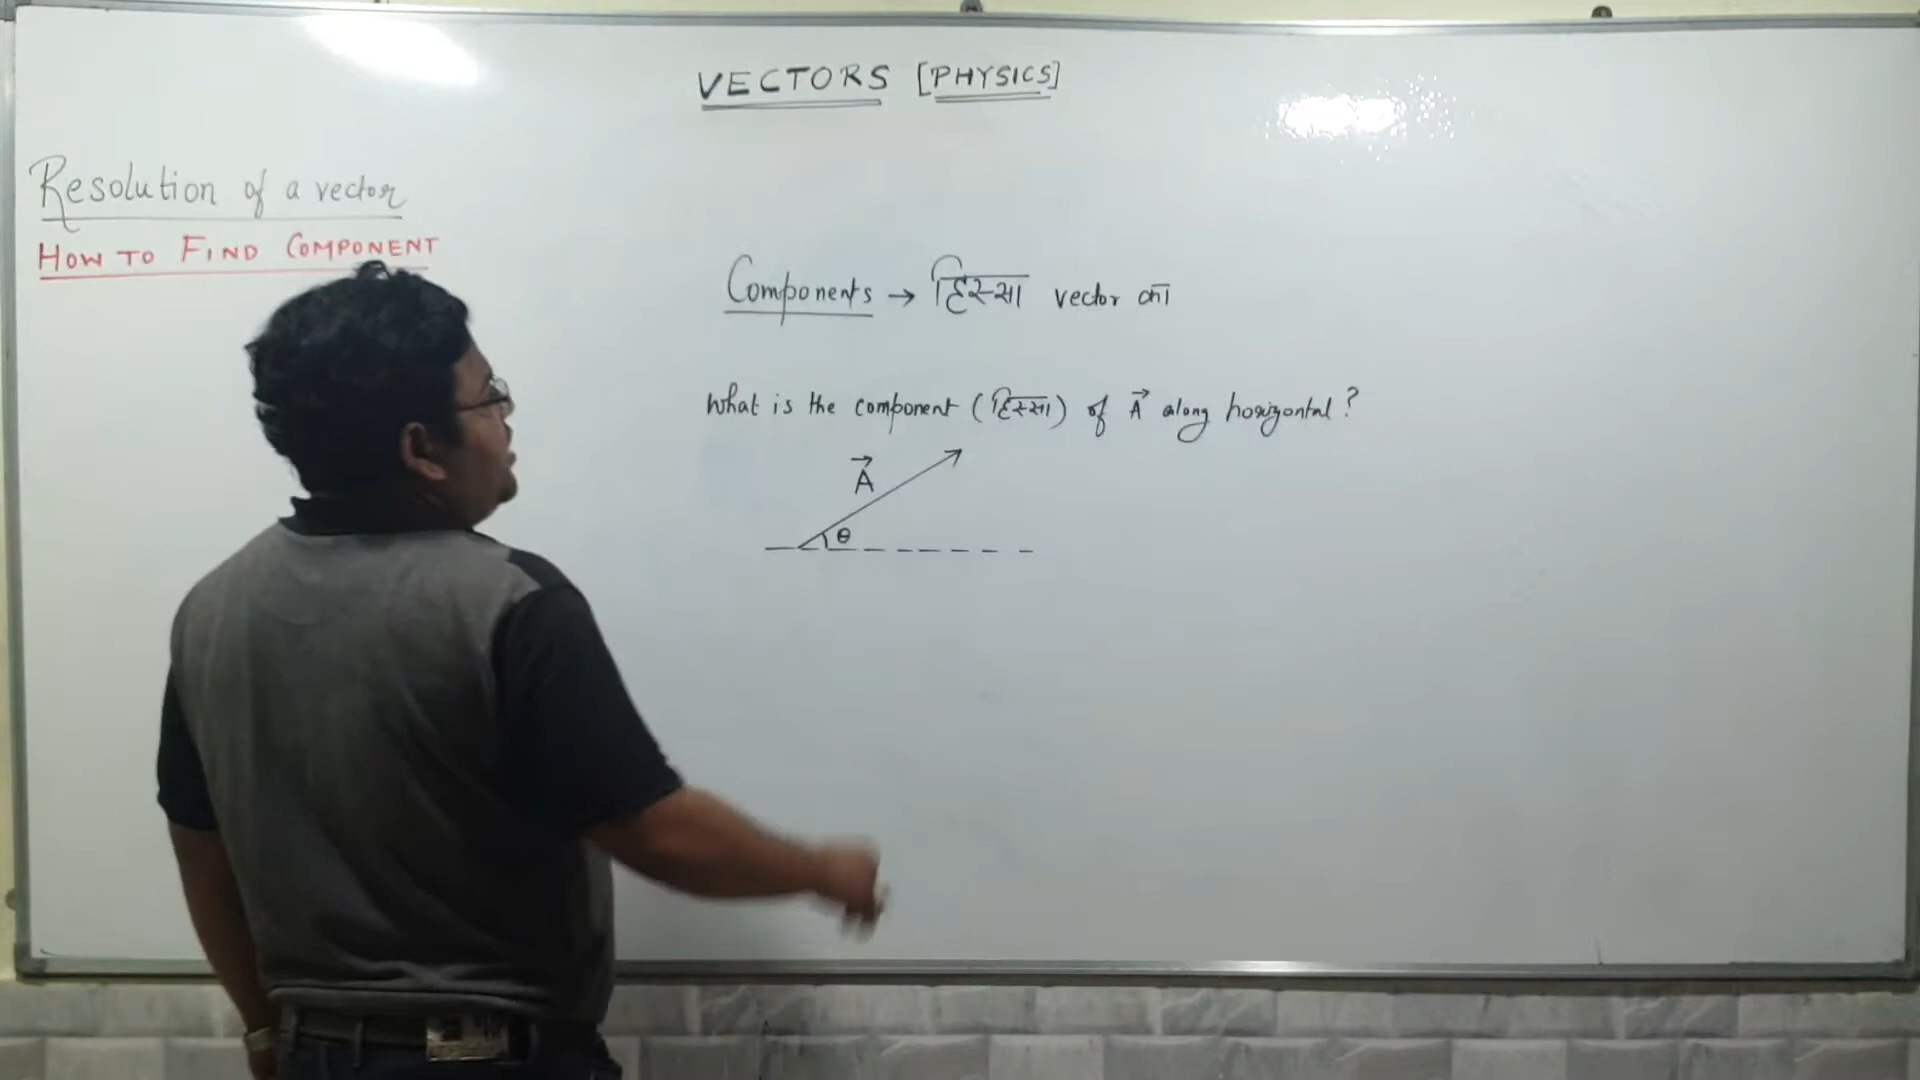 VECTORS [PHYSICS]
Resolution of a vector
HOW TO FIND COMPONENT
Components → हिस्सा vector का
What is the component (हिस्सा) of A⃗ along horizontal?
A⃗
θ